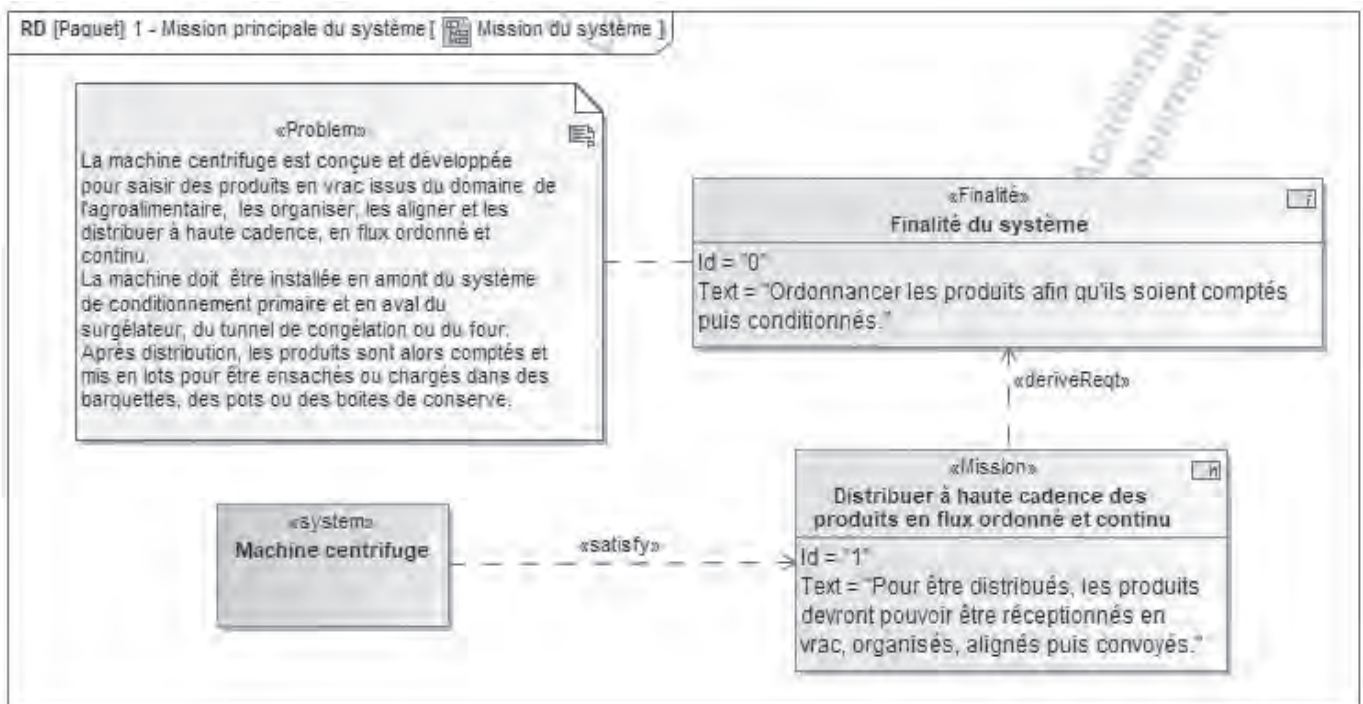 RD [Paquet] 1 - Mission principale du système [ Mission du système ]
«Problem»
La machine centrifuge est conçue et développée
pour saisir des produits en vrac issus du domaine de
l'agroalimentaire, les organiser, les aligner et les
distribuer à haute cadence, en flux ordonné et
continu.
La machine doit être installée en amont du système
de conditionnement primaire et en aval du
surgélateur, du tunnel de congélation ou du four.
Après distribution, les produits sont alors comptés et
mis en lots pour être ensachés ou chargés dans des
barquettes, des pots ou des boites de conserve.
«Finalité»
Finalité du système
Id = "0"
Text = "Ordonnancer les produits afin qu'ils soient comptés
puis conditionnés."
«deriveReqt»
«Mission»
Distribuer à haute cadence des
produits en flux ordonné et continu
Id = "1"
Text = "Pour être distribués, les produits
devront pouvoir être réceptionnés en
vrac, organisés, alignés puis convoyés."
«system»
Machine centrifuge
«satisfy»